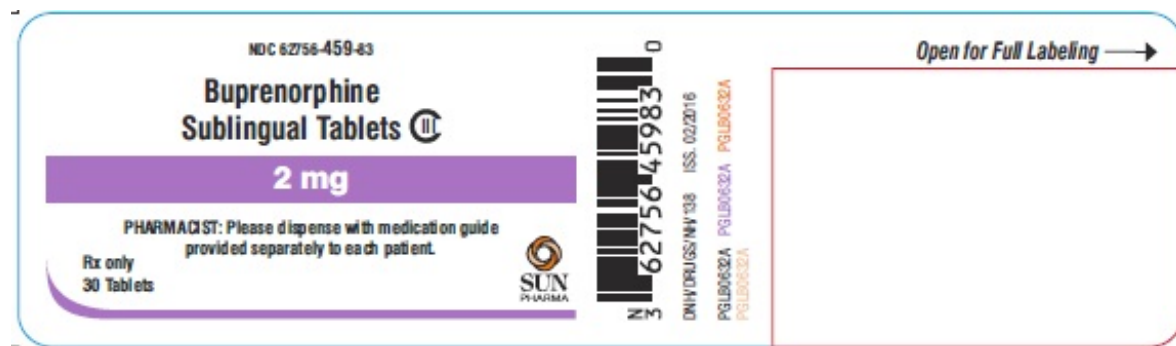 NDC 62756-459-83
Buprenorphine
Sublingual Tablets CIII
2 mg
PHARMACIST: Please dispense with medication guide
provided separately to each patient.
Rx only
30 Tablets
SUN
PHARMA
N
3 62756 45983 0
DNH/DRUGS/NH/138 ISS. 02/2016
PGLB0632A PGLB0632A PGLB0632A
PGLB0632A
Open for Full Labeling